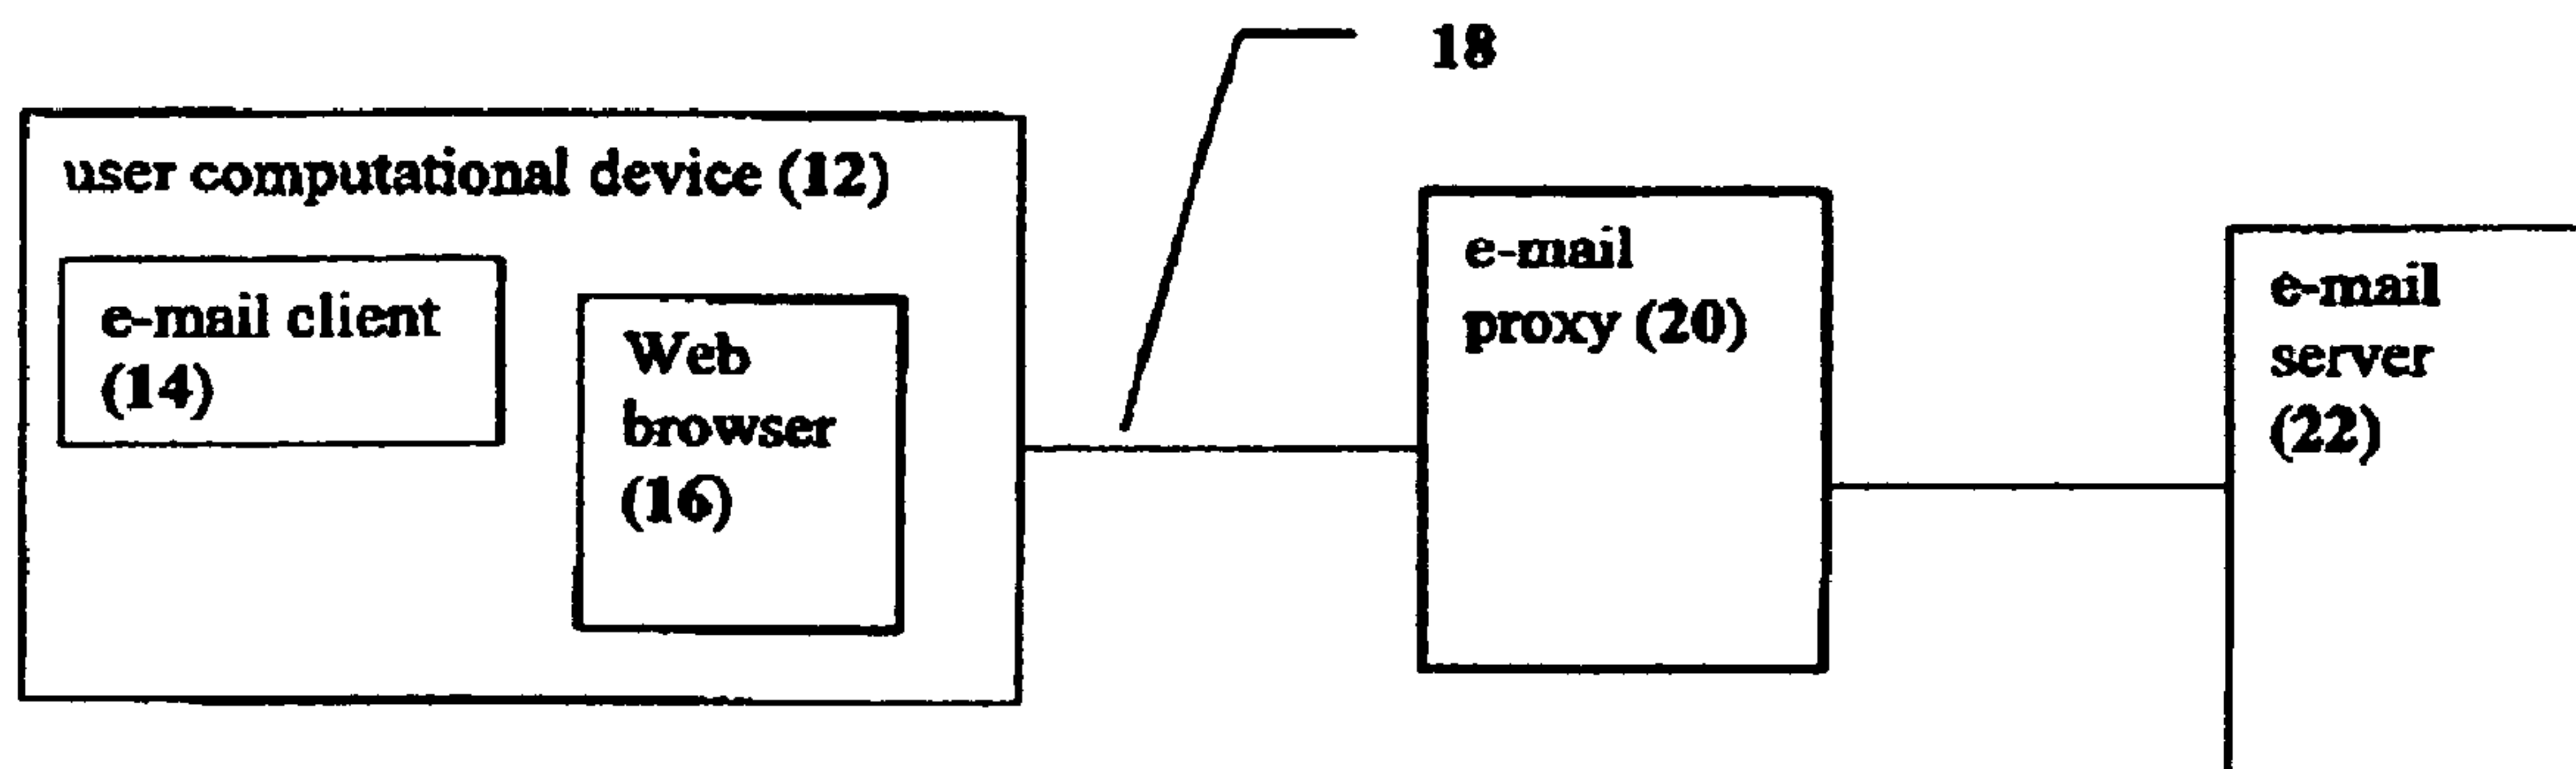 18
user computational device (12)
e-mail client
(14)
Web
browser
(16)
e-mail
proxy (20)
e-mail
server
(22)